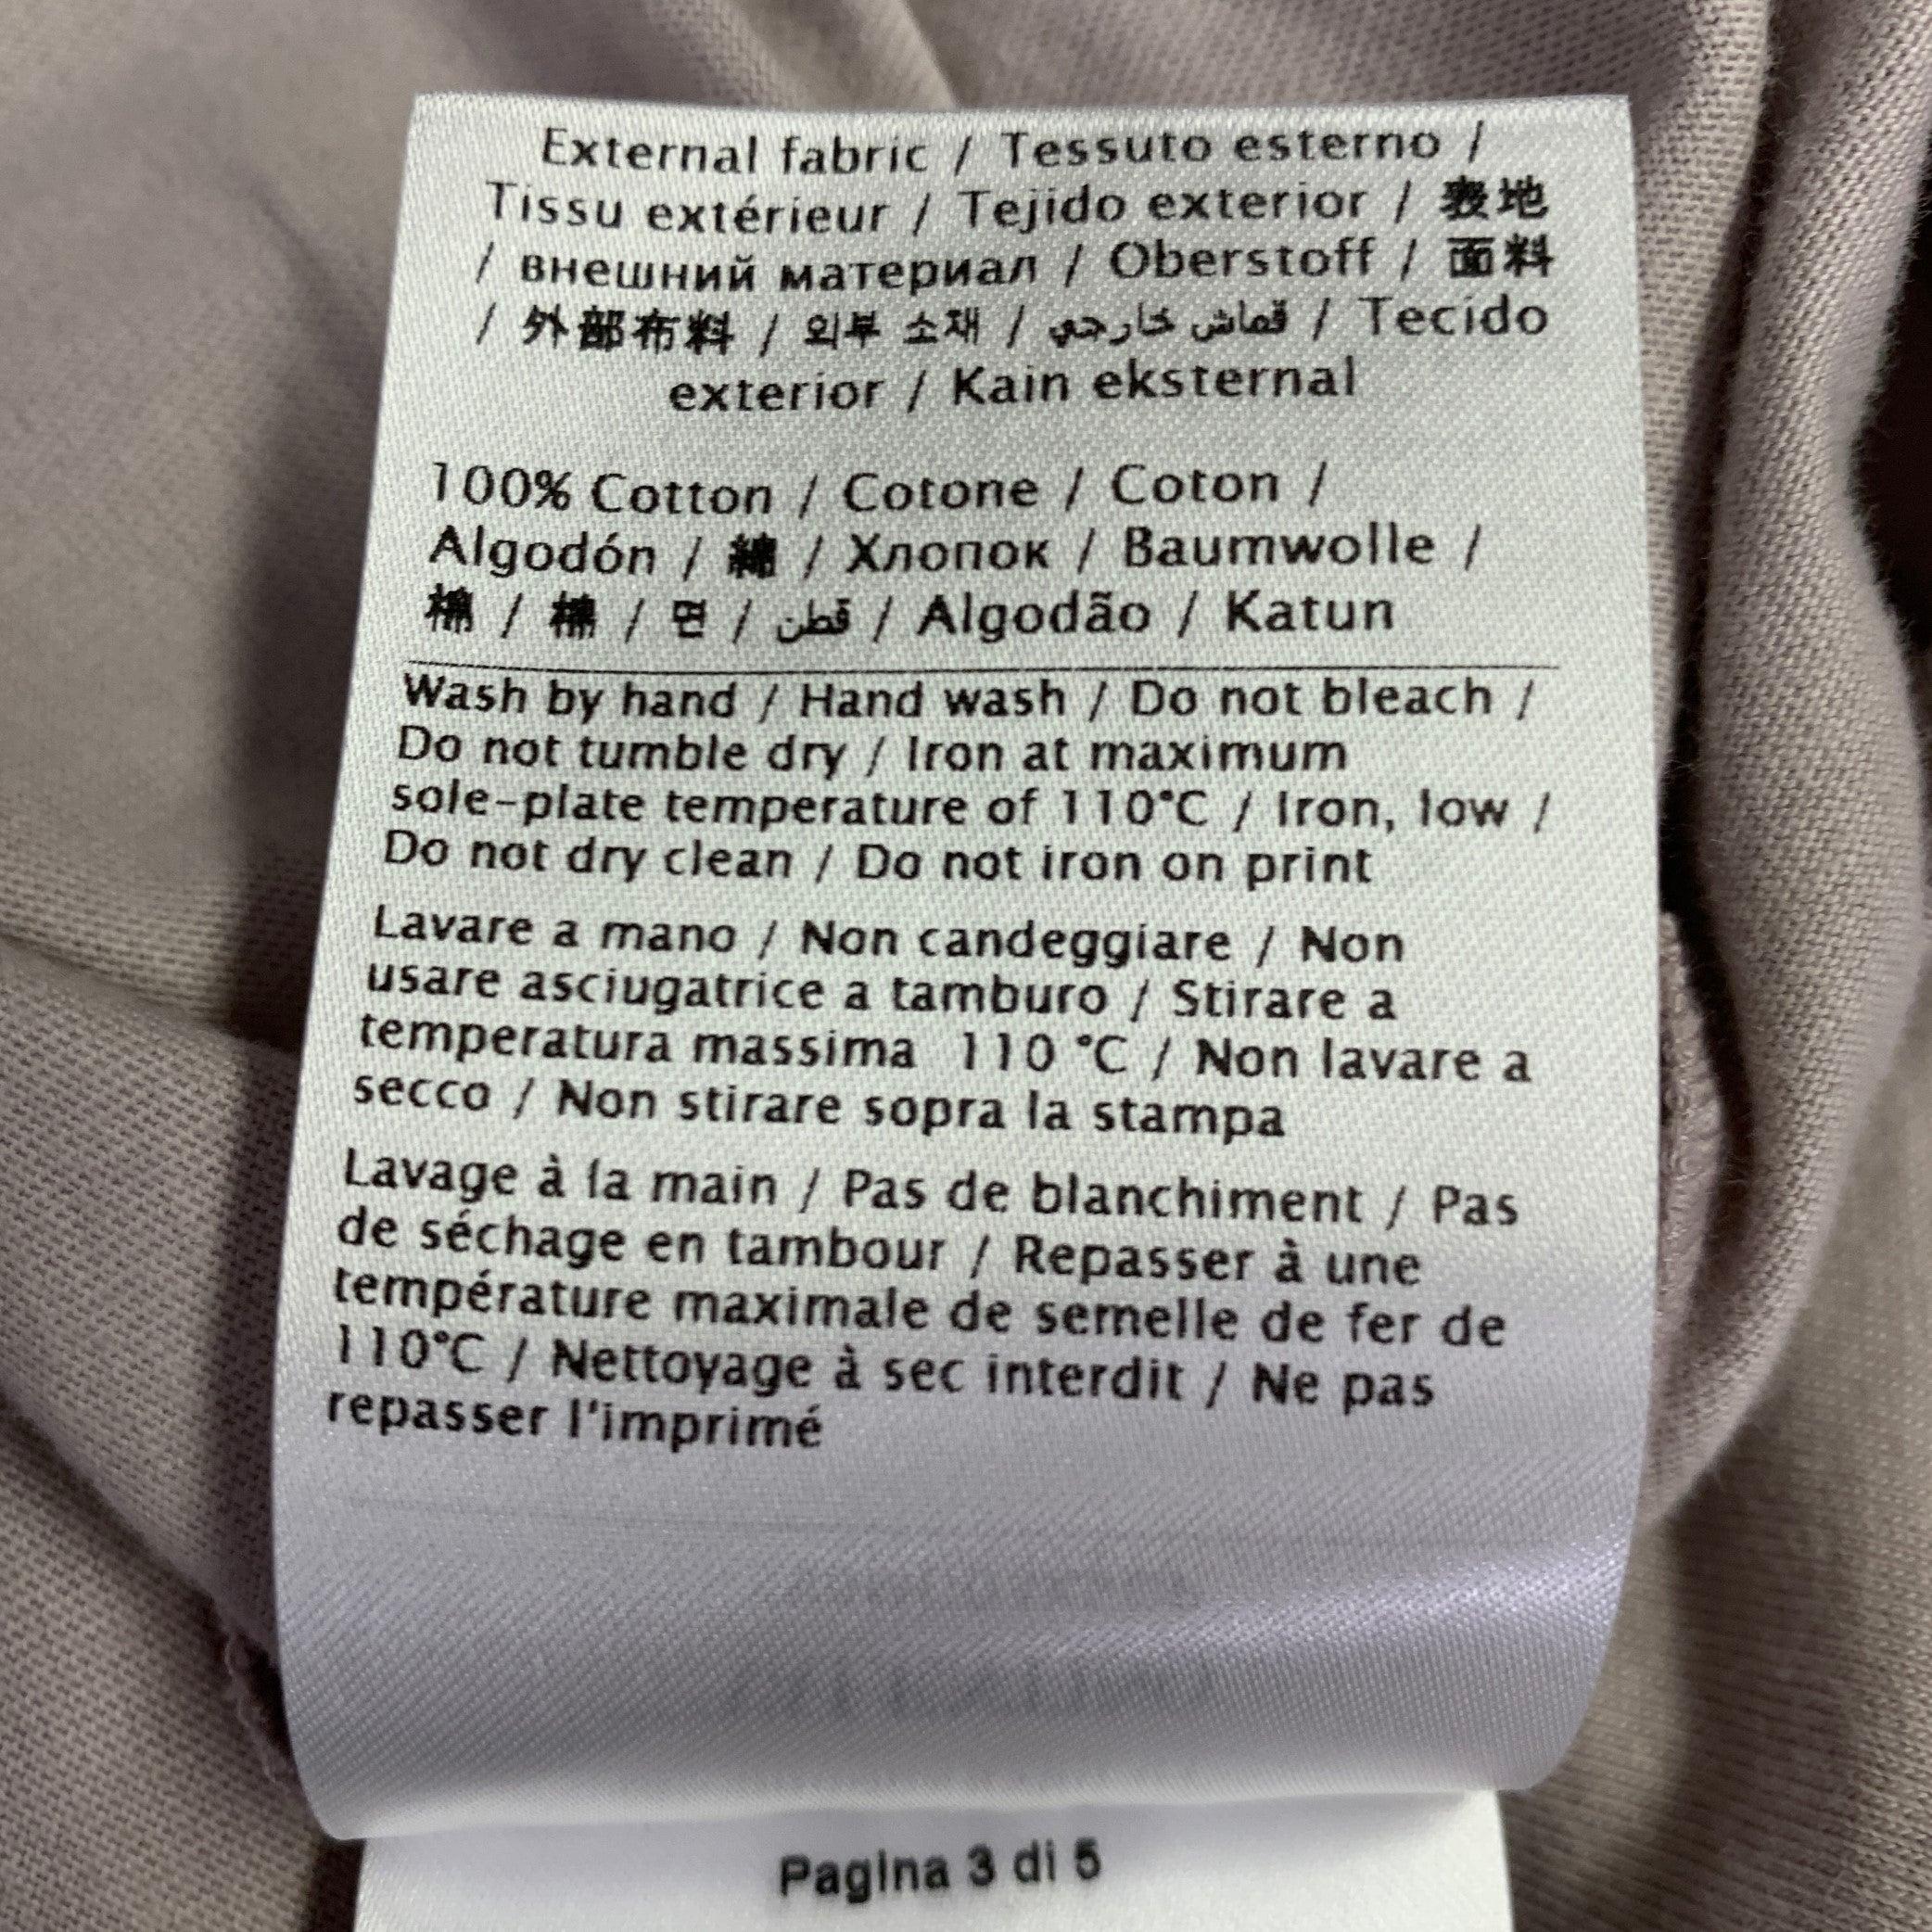 External fabric / Tessuto esterno /
Tissu extérieur / Tejido exterior / 表地
/ внешний материал / Oberstoff / 面料
/ 外部布料 / 외부 소재 / قماش خارجي / Tecido
exterior / Kain eksternal
100% Cotton / Cotone / Coton /
Algodón / 綿 / Хлопок / Baumwolle /
棉 / 棉 / 면 / قطن / Algodão / Katun
Wash by hand / Hand wash / Do not bleach /
Do not tumble dry / Iron at maximum
sole-plate temperature of 110°C / Iron, low /
Do not dry clean / Do not iron on print
Lavare a mano / Non candeggiare / Non
usare asciugatrice a tamburo / Stirare a
temperatura massima 110 °C / Non lavare a
secco / Non stirare sopra la stampa
Lavage à la main / Pas de blanchiment / Pas
de séchage en tambour / Repasser à une
température maximale de semelle de fer de
110°C / Nettoyage à sec interdit / Ne pas
repasser l'imprimé
Pagina 3 di 5